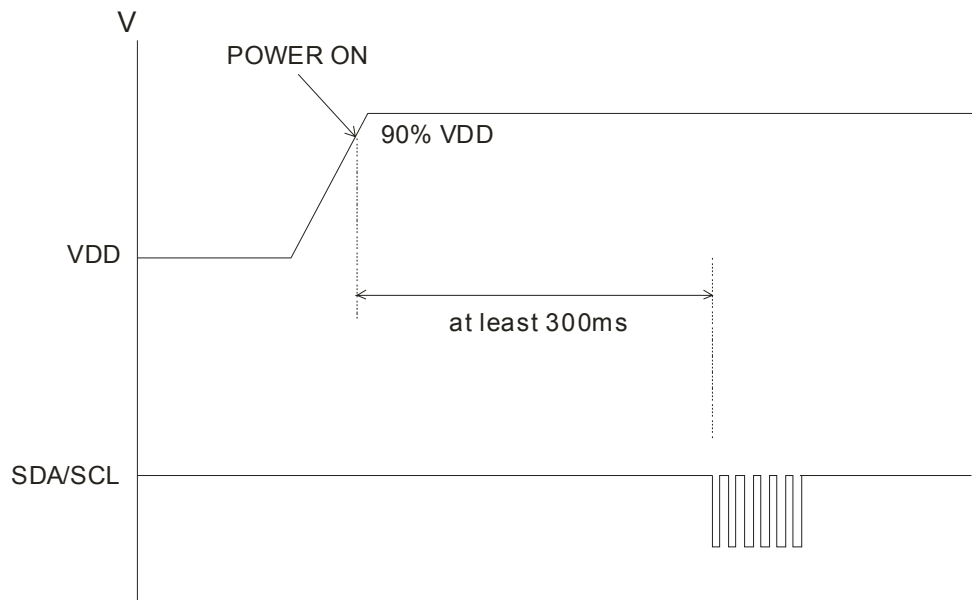 V
POWER ON
90% VDD
VDD
at least 300ms
SDA/SCL